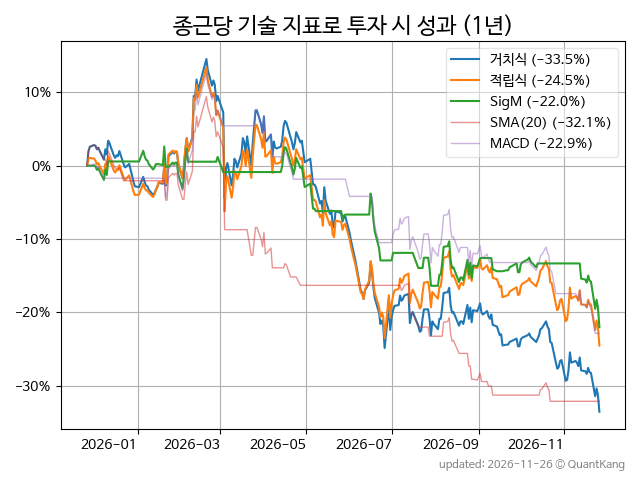 종근당 기술 지표로 투자 시 성과 (1년)
거치식 (−33.5%)
적립식 (−24.5%)
SigM (−22.0%)
SMA(20) (−32.1%)
MACD (−22.9%)
10%
0%
−10%
−20%
−30%
2026-01 2026-03 2026-05 2026-07 2026-09 2026-11
updated: 2026-11-26 © QuantKang